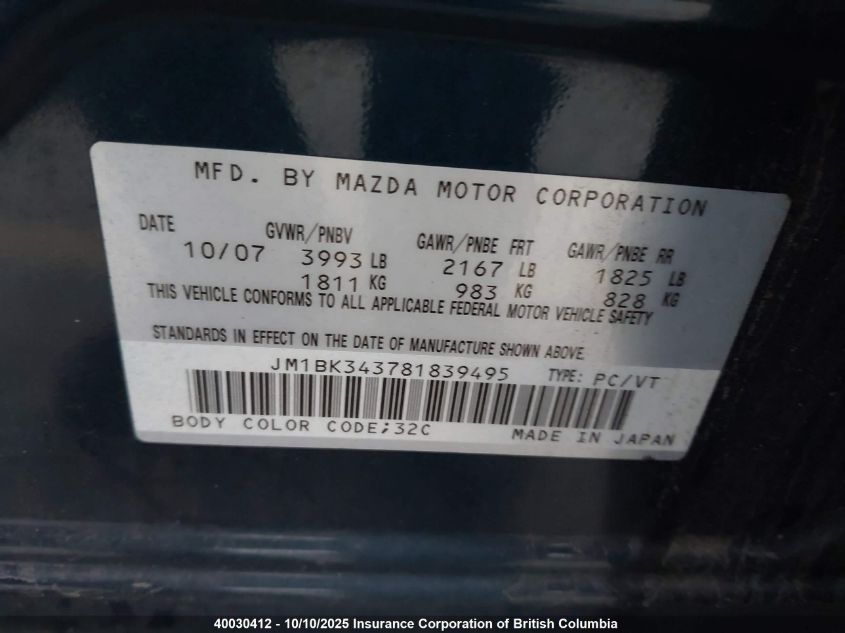 MFD. BY MAZDA MOTOR CORPORATION
DATE GVWR/PNBV GAWR/PNBE FRT GAWR/PNBE RR
10/07 3993 LB 2167 LB 1825 LB
1811 KG 983 KG 828 KG
THIS VEHICLE CONFORMS TO ALL APPLICABLE FEDERAL MOTOR VEHICLE SAFETY
STANDARDS IN EFFECT ON THE DATE OF MANUFACTURE SHOWN ABOVE.
JM1BK343781839495 TYPE: PC/VT
BODY COLOR CODE;32C MADE IN JAPAN
40030412 - 10/10/2025 Insurance Corporation of British Columbia